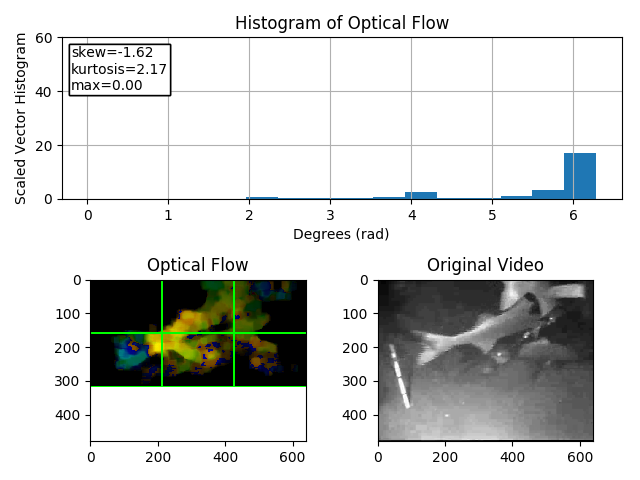 Histogram of Optical Flow
Scaled Vector Histogram
60
40
20
0
skew=-1.62
kurtosis=2.17
max=0.00
0 1 2 3 4 5 6
Degrees (rad)
Optical Flow
0
100
200
300
400
0 200 400 600
Original Video
0
100
200
300
400
0 200 400 600